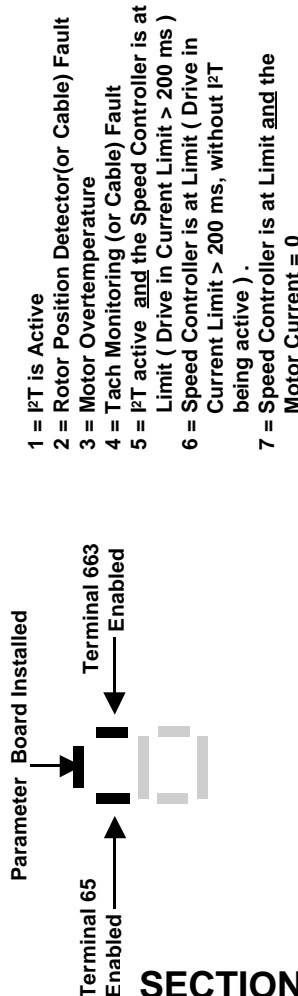 Parameter Board Installed
Terminal 65
Enabled
Terminal 663
Enabled
1 = I²T is Active
2 = Rotor Position Detector(or Cable) Fault
3 = Motor Overtemperature
4 = Tach Monitoring (or Cable) Fault
5 = I²T active and the Speed Controller is at
Limit ( Drive in Current Limit > 200 ms )
6 = Speed Controller is at Limit ( Drive in
Current Limit > 200 ms, without I²T
being active ) .
7 = Speed Controller is at Limit and the
Motor Current = 0
SECTION